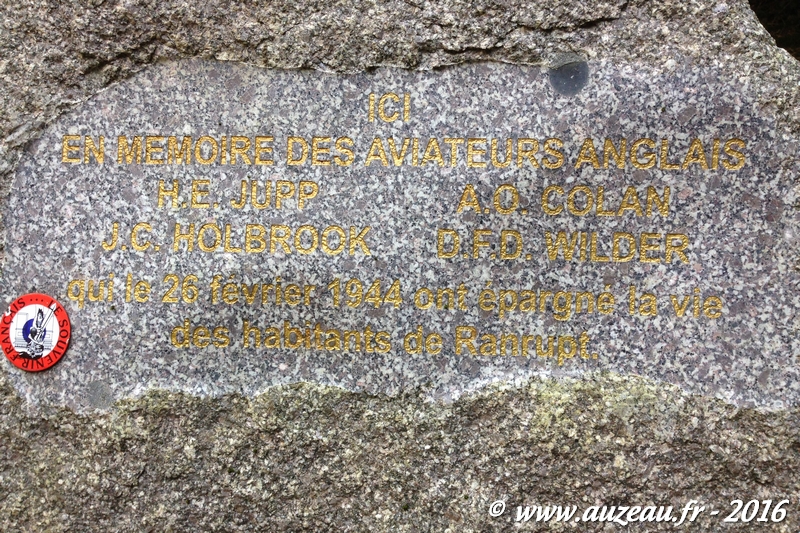 ICI
EN MEMOIRE DES AVIATEURS ANGLAIS
H.E. JUPP A.O. COLAN
J.C. HOLBROOK D.F.D. WILDER
qui le 26 février 1944 ont épargné la vie
des habitants de Ranrupt.
LE SOUVENIR FRANÇAIS
© www.auzeau.fr - 2016